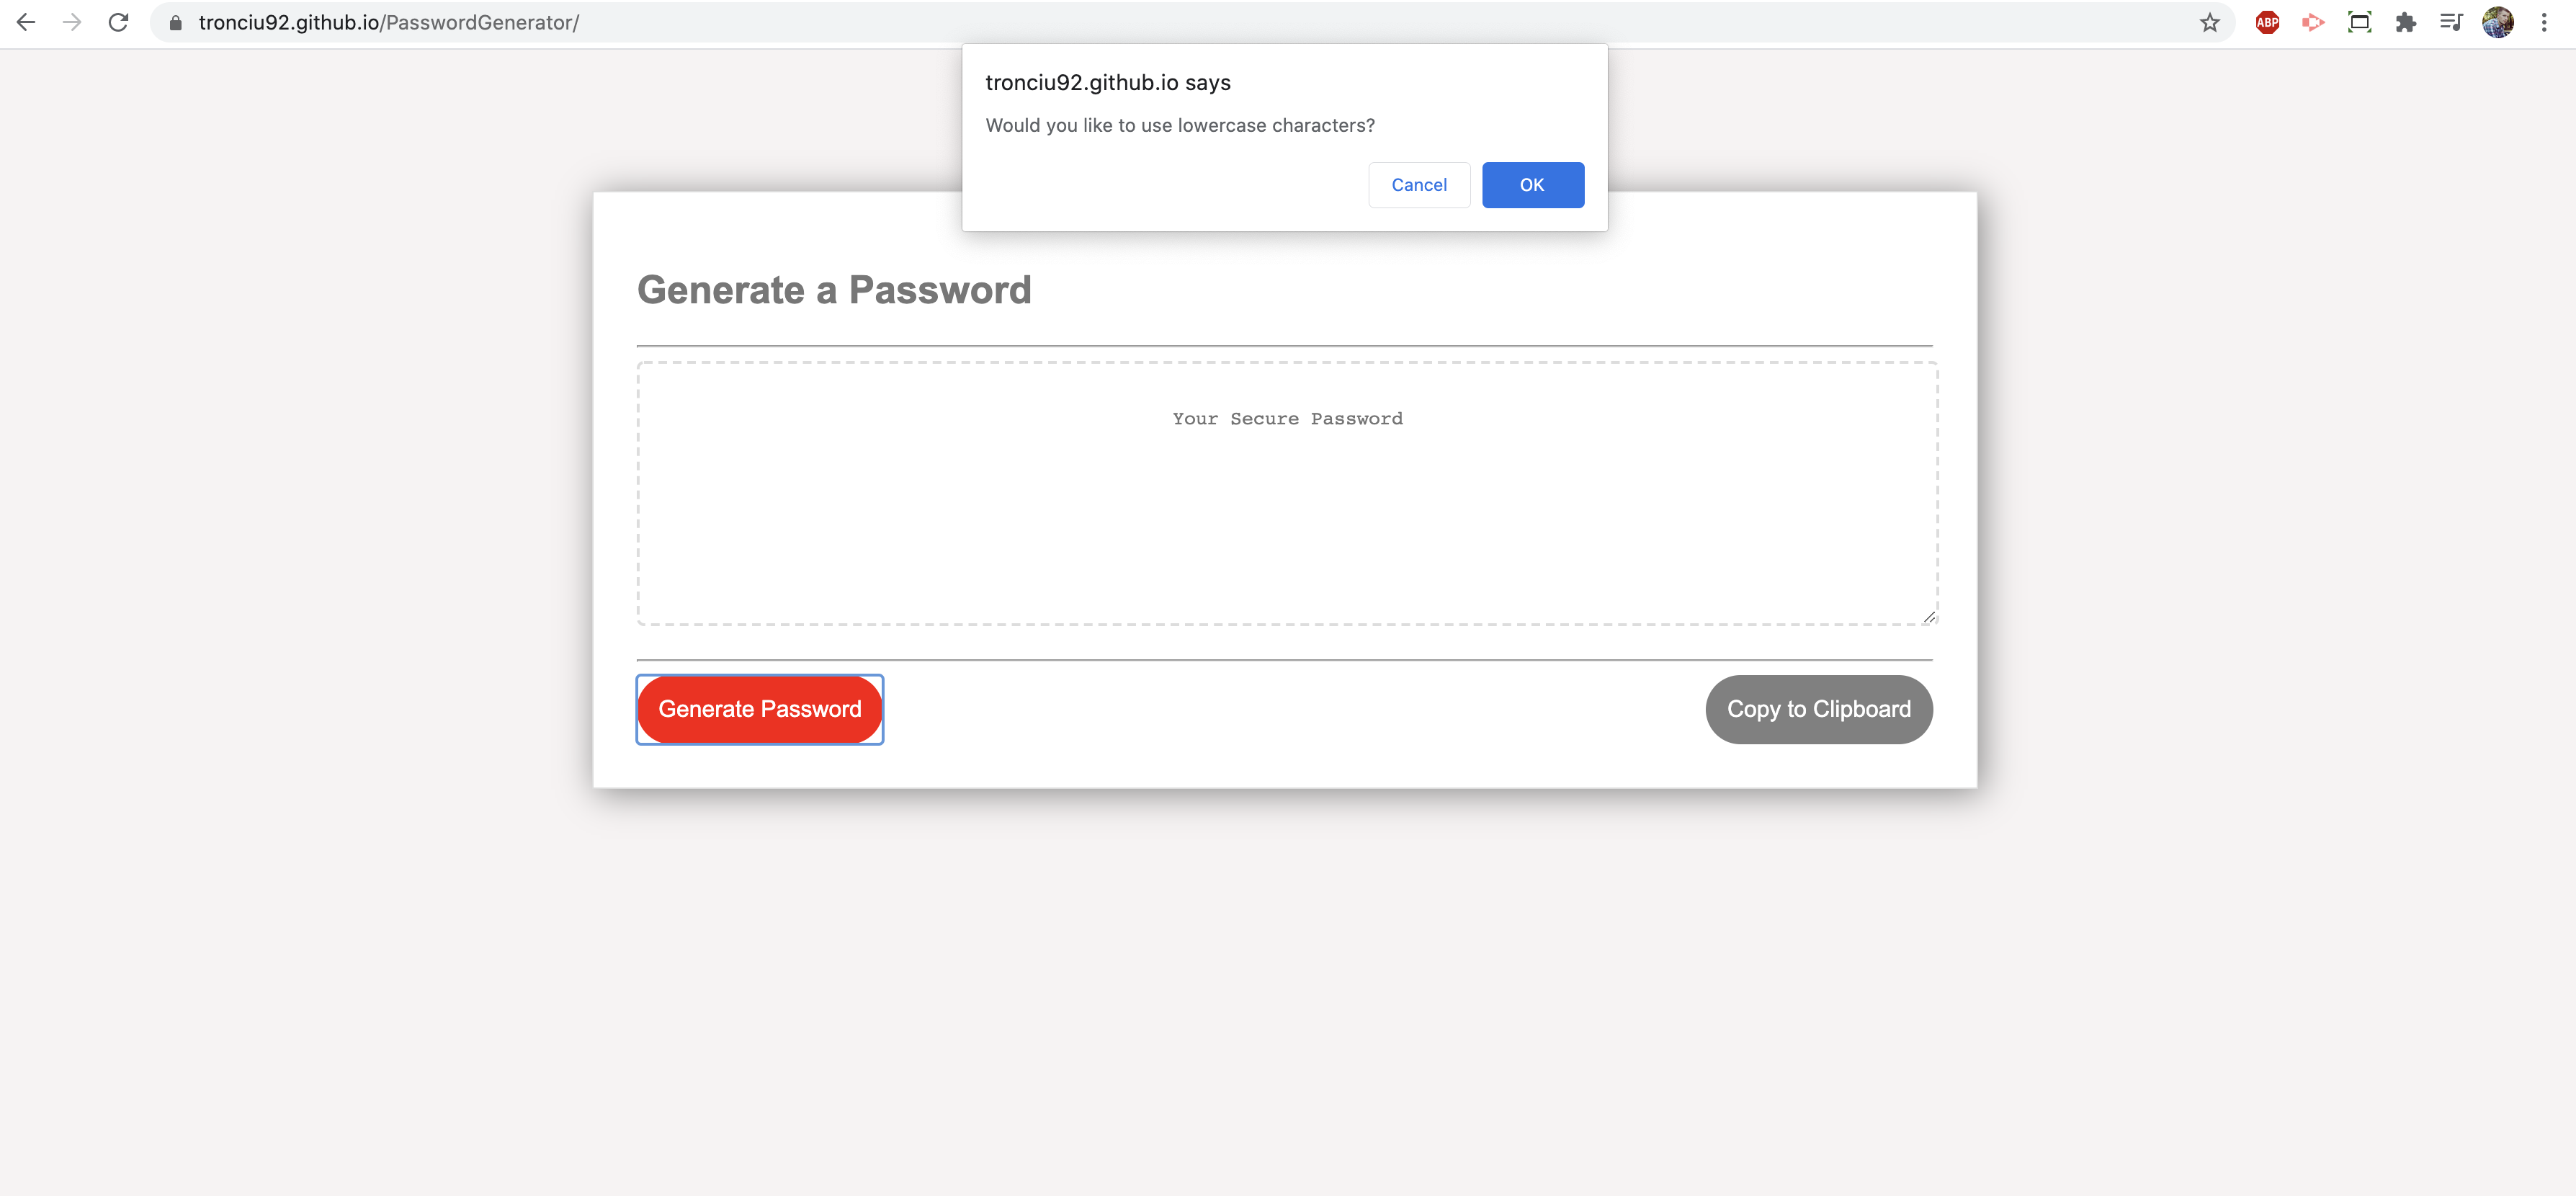 tronciu92.github.io/PasswordGenerator/
ABP
tronciu92.github.io says
Would you like to use lowercase characters?
Cancel
OK
Generate a Password
Your Secure Password
Generate Password
Copy to Clipboard